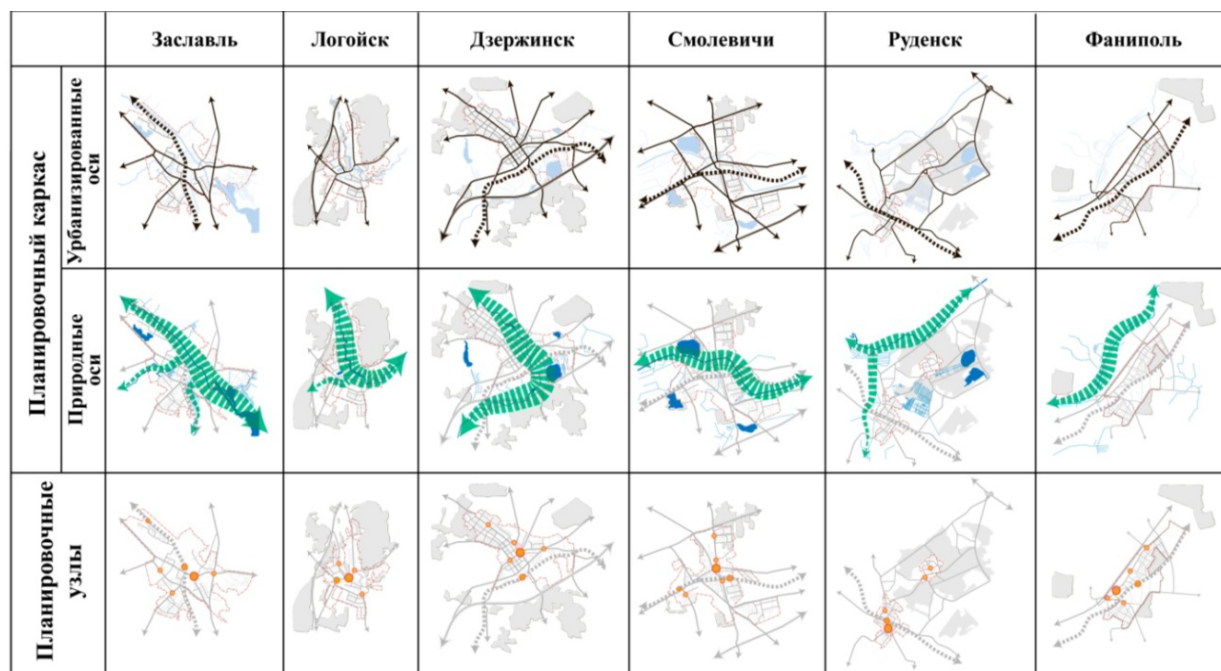 Заславль
Логойск
Дзержинск
Смолевичи
Руденск
Фаниполь
Планировочный каркас
Урбанизированные
оси
Природные
оси
Планировочные
узлы